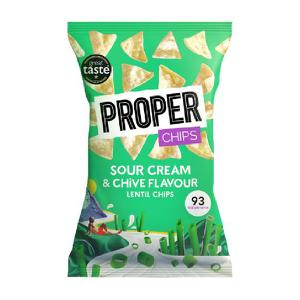 great
taste
PROPER
CHIPS
SOUR CREAM
& CHIVE FLAVOUR
LENTIL CHIPS
93